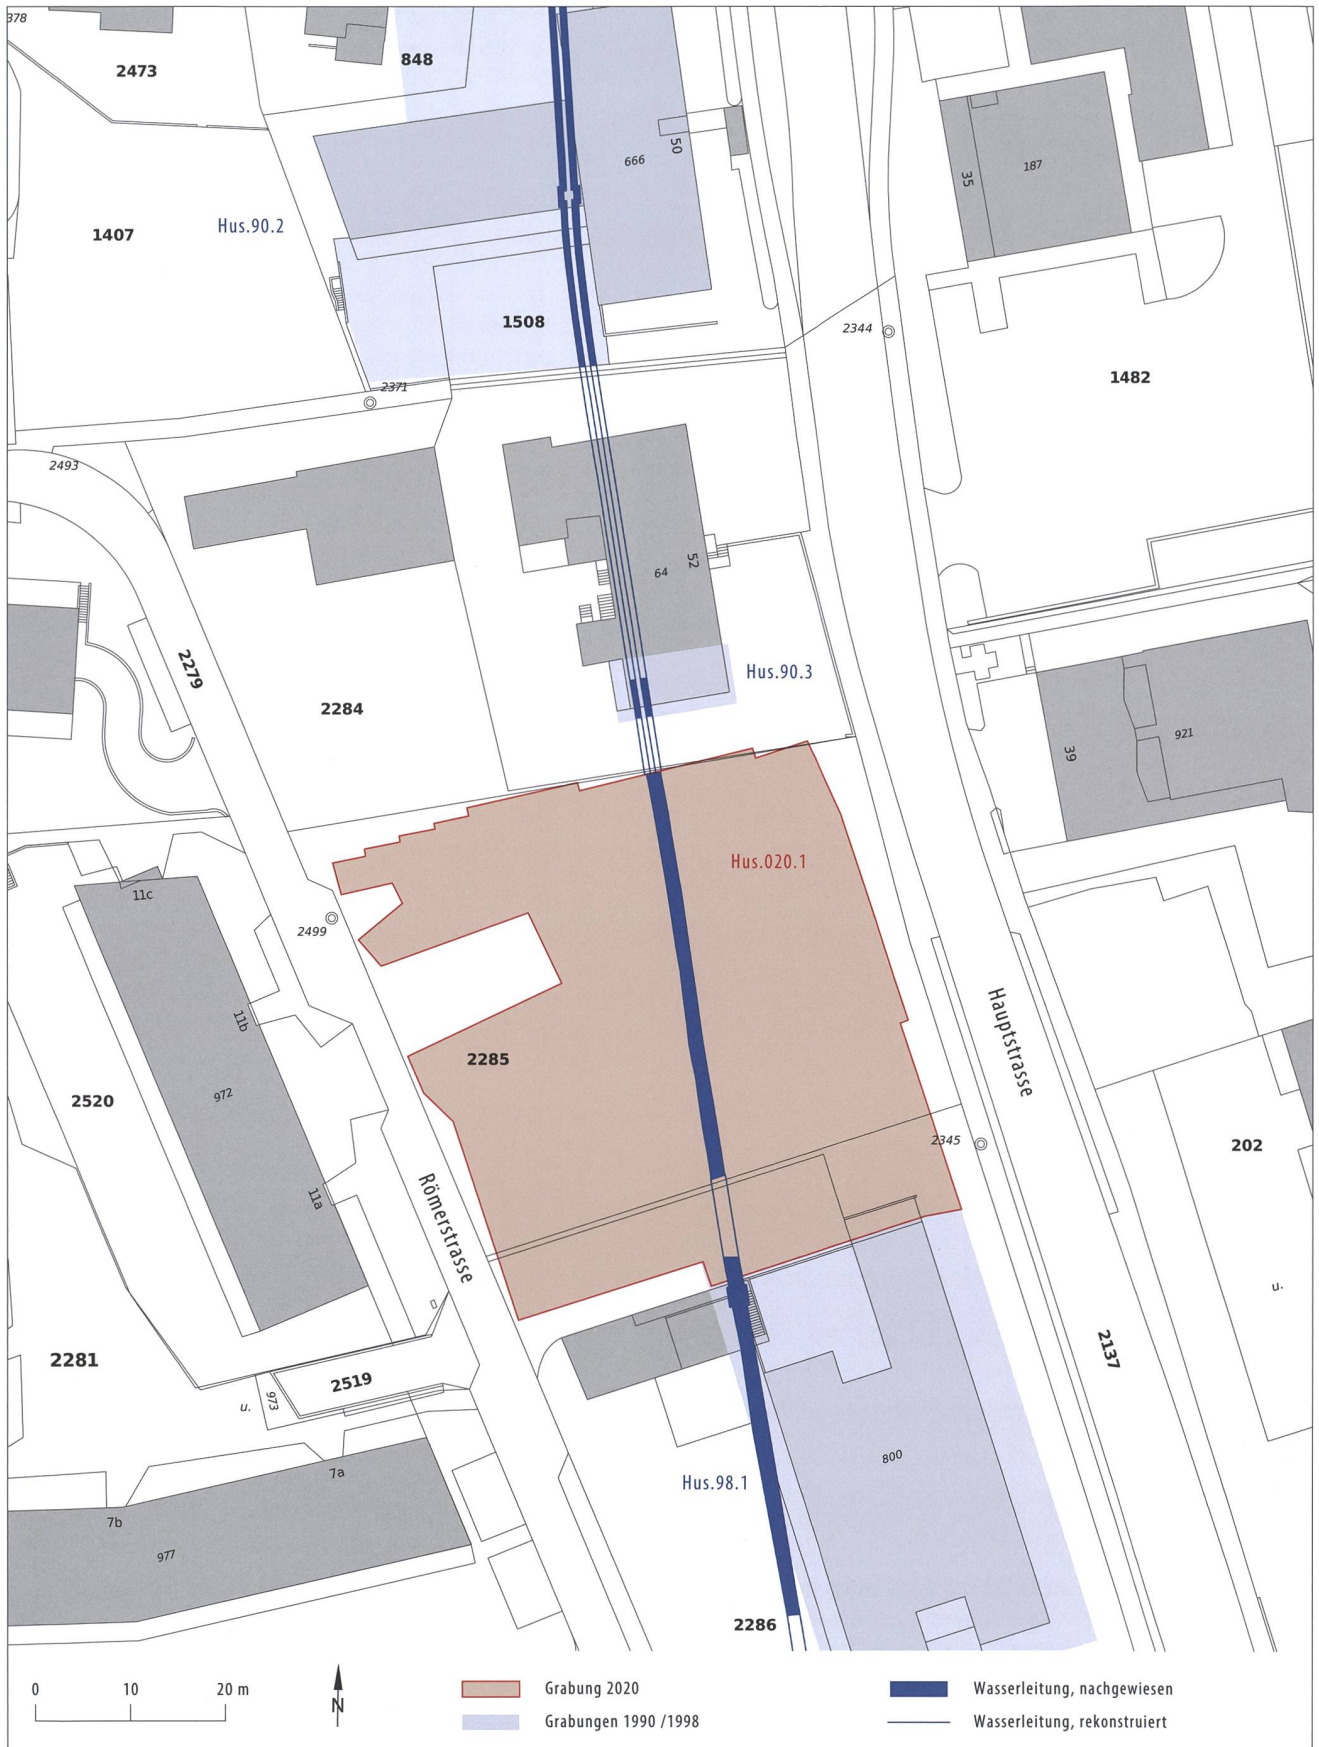 378
2473
848
50
666
35
187
1407
Hus.90.2
1508
2344
2371
1482
2493
52
64
2279
Hus.90.3
2284
39
921
Hus.020.1
11c
2499
11b
Hauptstrasse
2285
972
2520
2345
202
11a
Römerstrasse
u.
2281
2137
2519
973
u.
800
7a
Hus.98.1
7b
977
2286
0 10 20 m
N
Grabung 2020
Grabungen 1990 /1998
Wasserleitung, nachgewiesen
Wasserleitung, rekonstruiert